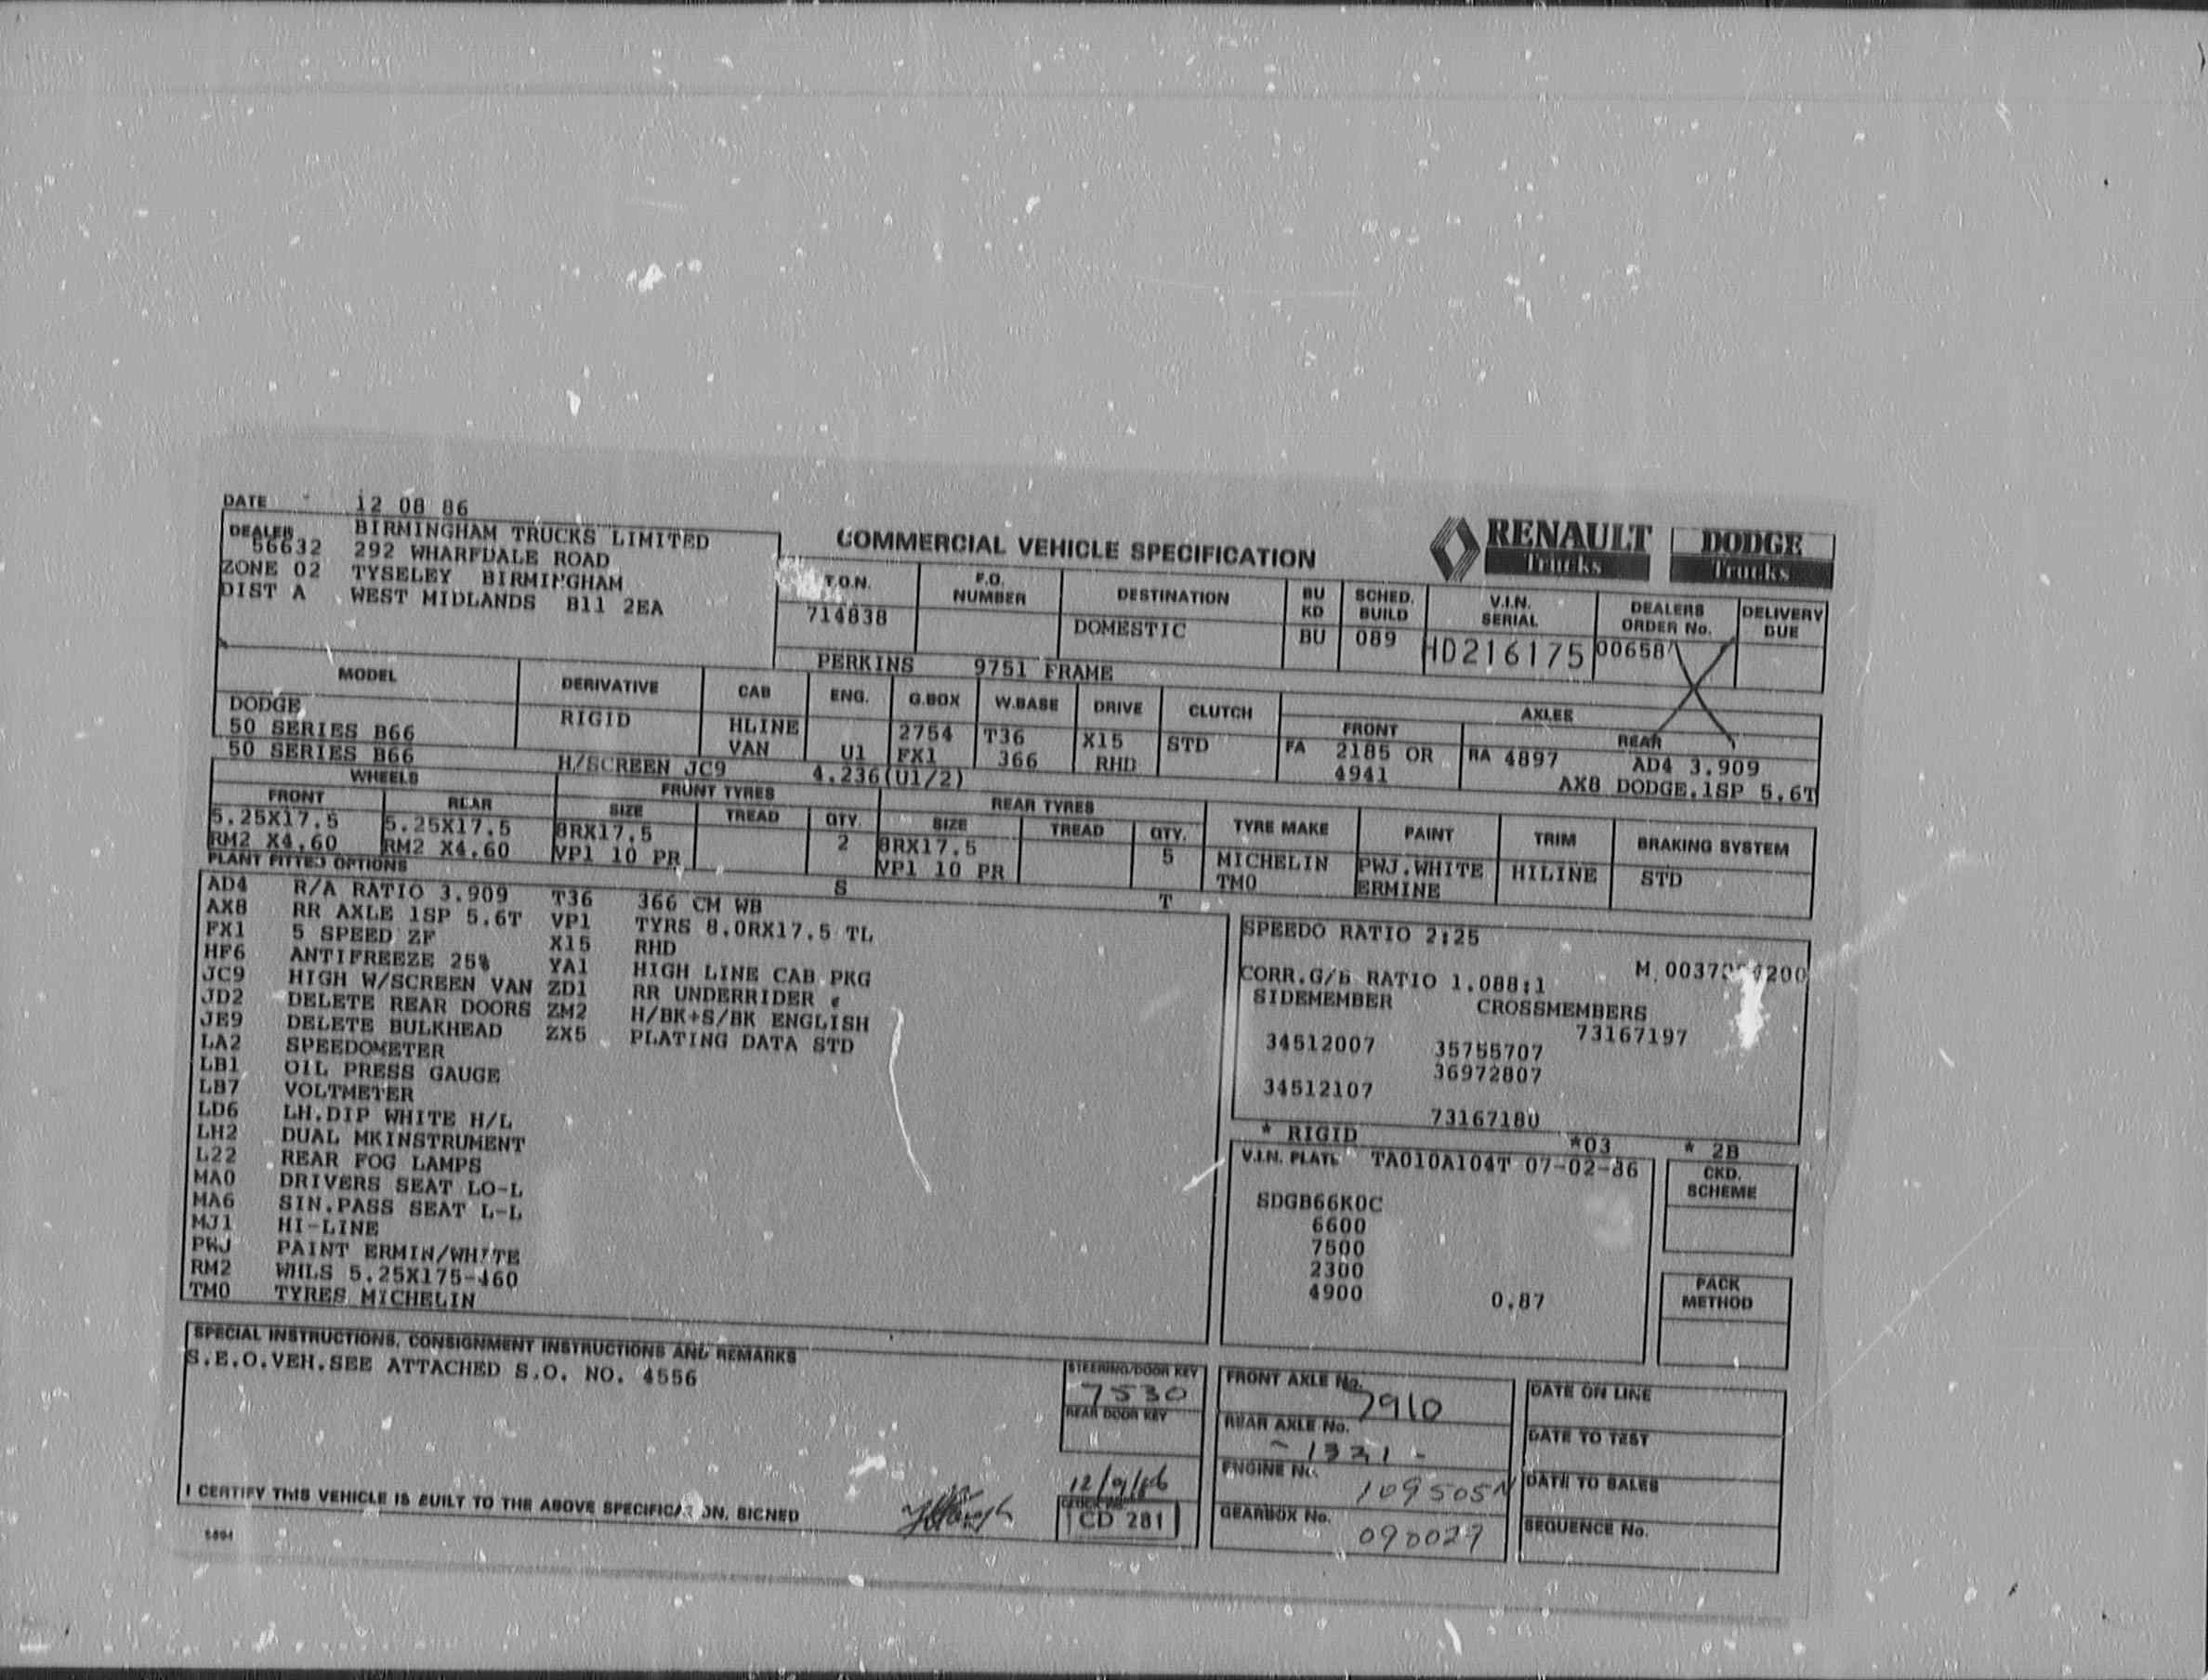 DATE 12 08 86
DEALER BIRMINGHAM TRUCKS LIMITED
56632 292 WHARFDALE ROAD
ZONE 02 TYSELEY BIRMINGHAM
DIST A WEST MIDLANDS B11 2EA
COMMERCIAL VEHICLE SPECIFICATION
RENAULT Trucks
DODGE Trucks
T.O.N. F.O. NUMBER DESTINATION BU KD SCHED. BUILD V.I.N. SERIAL DEALERS ORDER No. DELIVERY DUE
714838 DOMESTIC BU 089 HD216175 00658
PERKINS 9751 FRAME
MODEL DERIVATIVE CAB ENG. G.BOX W.BASE DRIVE CLUTCH AXLES
FRONT REAR
DODGE RIGID HLINE 2754 T36 X15 STD FA 2185 OR RA 4897 AD4 3.909
50 SERIES B66 VAN U1 FX1 366 RHD 4941 AX8 DODGE.1SP 5.6T
50 SERIES B66 H/SCREEN JC9 4.236(U1/2)
WHEELS FRONT TYRES REAR TYRES
FRONT REAR SIZE TREAD QTY. SIZE TREAD QTY. TYRE MAKE PAINT TRIM BRAKING SYSTEM
5.25X17.5 5.25X17.5 8RX17.5 2 8RX17.5 5 MICHELIN PWJ.WHITE HILINE STD
RM2 X4.60 RM2 X4.60 VP1 10 PR VP1 10 PR TM0 ERMINE
PLANT FITTED OPTIONS S T
AD4 R/A RATIO 3.909 T36 366 CM WB
AX8 RR AXLE 1SP 5.6T VP1 TYRS 8.0RX17.5 TL
FX1 5 SPEED ZF X15 RHD
HF6 ANTIFREEZE 25% YA1 HIGH LINE CAB PKG
JC9 HIGH W/SCREEN VAN ZD1 RR UNDERRIDER
JD2 DELETE REAR DOORS ZM2 H/BK+S/BK ENGLISH
JE9 DELETE BULKHEAD ZX5 PLATING DATA STD
LA2 SPEEDOMETER
LB1 OIL PRESS GAUGE
LB7 VOLTMETER
LD6 LH.DIP WHITE H/L
LH2 DUAL MKINSTRUMENT
L22 REAR FOG LAMPS
MA0 DRIVERS SEAT LO-L
MA6 SIN.PASS SEAT L-L
MJ1 HI-LINE
PWJ PAINT ERMIN/WHITE
RM2 WHLS 5.25X175-460
TM0 TYRES MICHELIN
SPEEDO RATIO 2:25
CORR.G/B RATIO 1.088:1
SIDEMEMBER CROSSMEMBERS
73167197
34512007 35755707
36972807
34512107
73167180
* RIGID *03 * 2B
V.I.N. PLATE TA010A104T 07-02-86
SDGB66K0C
6600
7500
2300
4900 0.87
CKD. SCHEME
PACK METHOD
SPECIAL INSTRUCTIONS, CONSIGNMENT INSTRUCTIONS AND REMARKS
S.E.O.VEH.SEE ATTACHED S.O. NO. 4556
STEERING/DOOR KEY
7530
REAR DOOR KEY
12/9/86
CD 281
FRONT AXLE No. 7910
REAR AXLE No. - 1331 -
ENGINE No. 109505N
GEARBOX No. 090029
DATE ON LINE
DATE TO TEST
DATE TO SALES
SEQUENCE No.
I CERTIFY THIS VEHICLE IS BUILT TO THE ABOVE SPECIFICATION. SIGNED